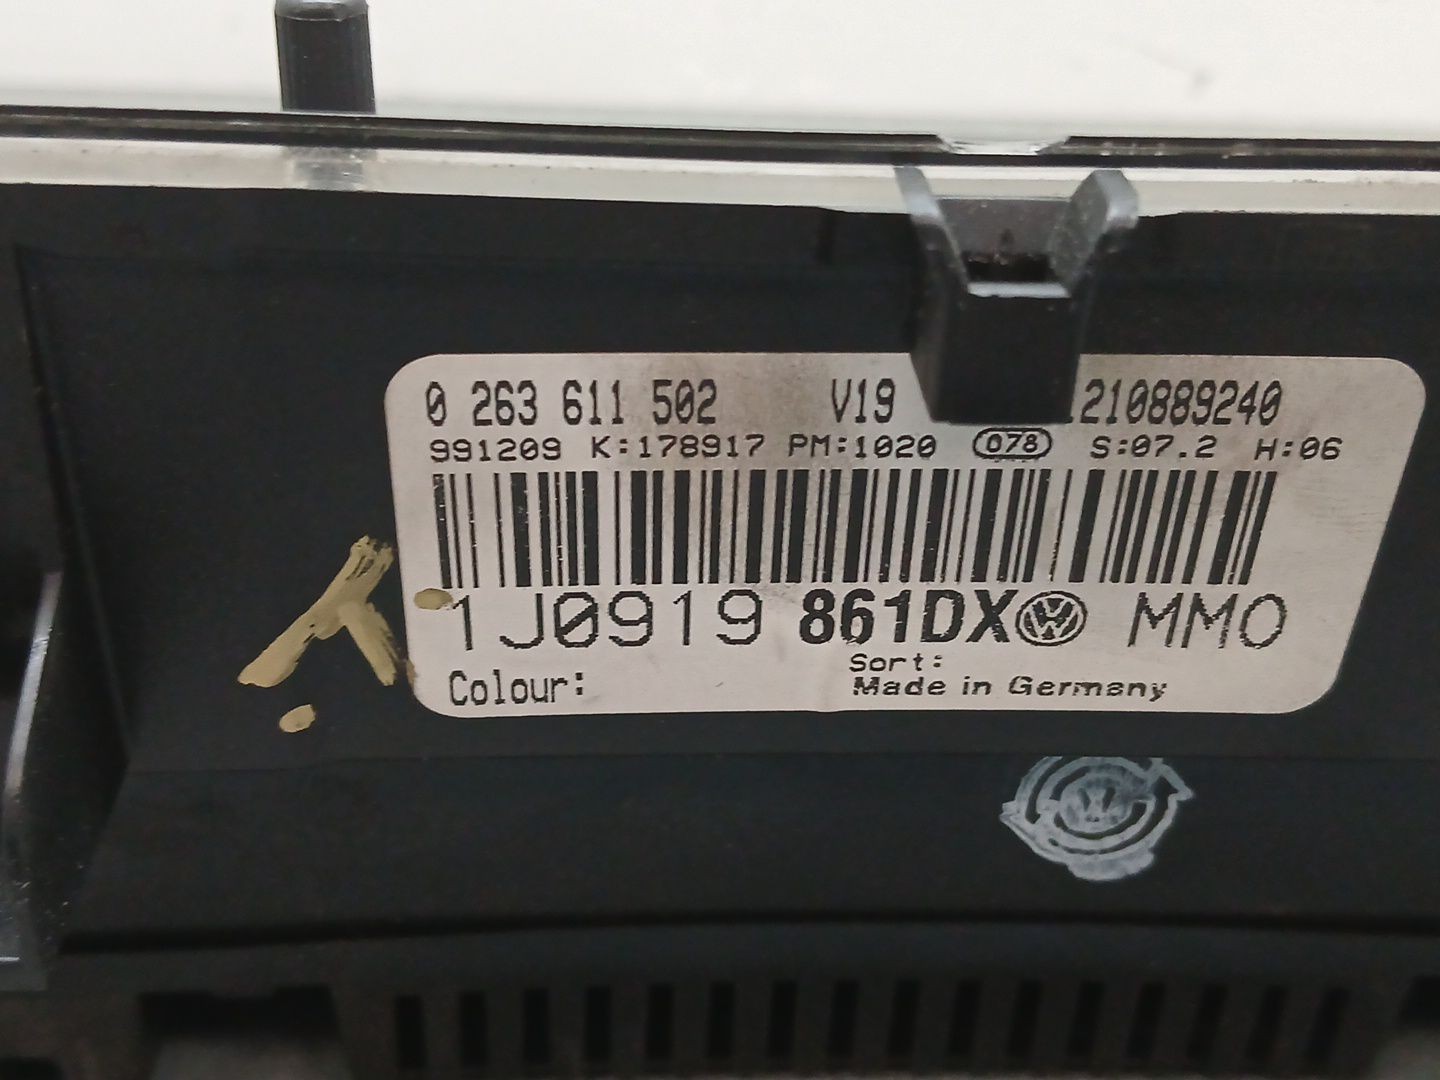 0 263 611 502 V19 1210889240
991209 K:178917 PM:1020 078 S:07.2 H:06
1J0919 861DX MM0
Sort:
Colour: Made in Germany